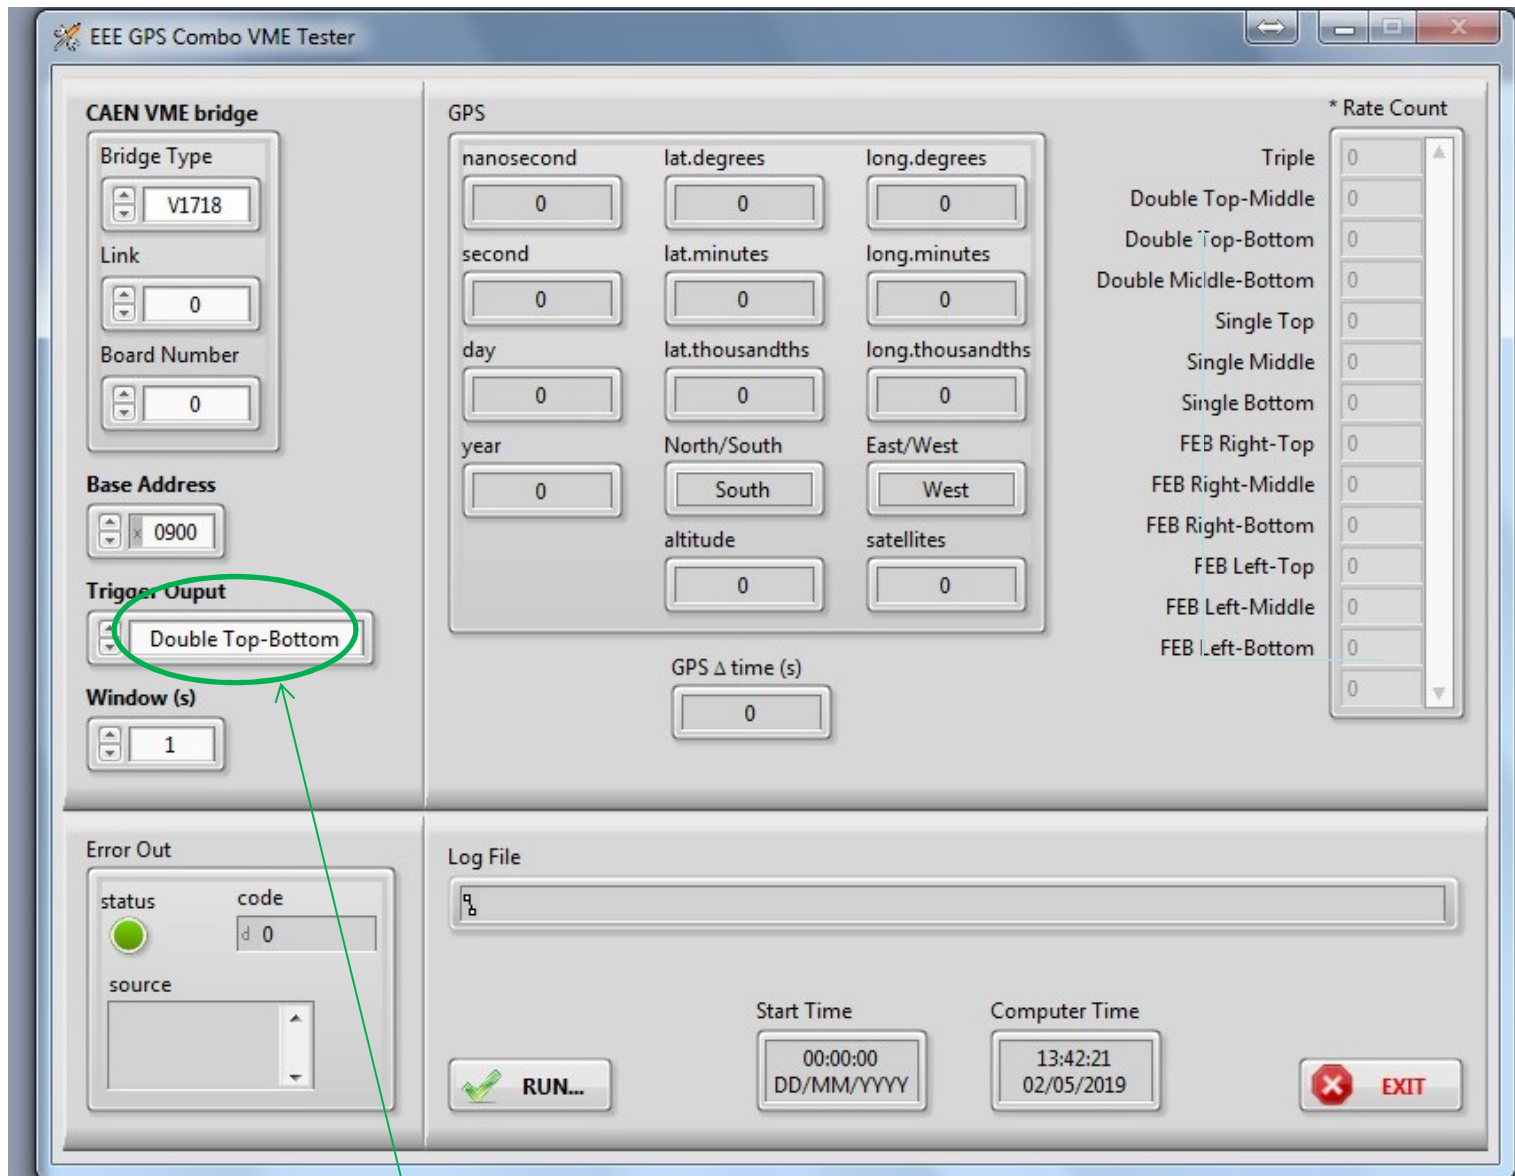 EEE GPS Combo VME Tester
CAEN VME bridge
Bridge Type
V1718
Link
0
Board Number
0
Base Address
x 0900
Trigger Ouput
Double Top-Bottom
Window (s)
1
GPS
nanosecond lat.degrees long.degrees
0 0 0
second lat.minutes long.minutes
0 0 0
day lat.thousandths long.thousandths
0 0 0
year North/South East/West
0 South West
altitude satellites
0 0
GPS Δ time (s)
0
* Rate Count
Triple 0
Double Top-Middle 0
Double Top-Bottom 0
Double Middle-Bottom 0
Single Top 0
Single Middle 0
Single Bottom 0
FEB Right-Top 0
FEB Right-Middle 0
FEB Right-Bottom 0
FEB Left-Top 0
FEB Left-Middle 0
FEB Left-Bottom 0
0
Error Out
status code
d 0
source
Log File
Start Time Computer Time
00:00:00 13:42:21
DD/MM/YYYY 02/05/2019
RUN...
EXIT